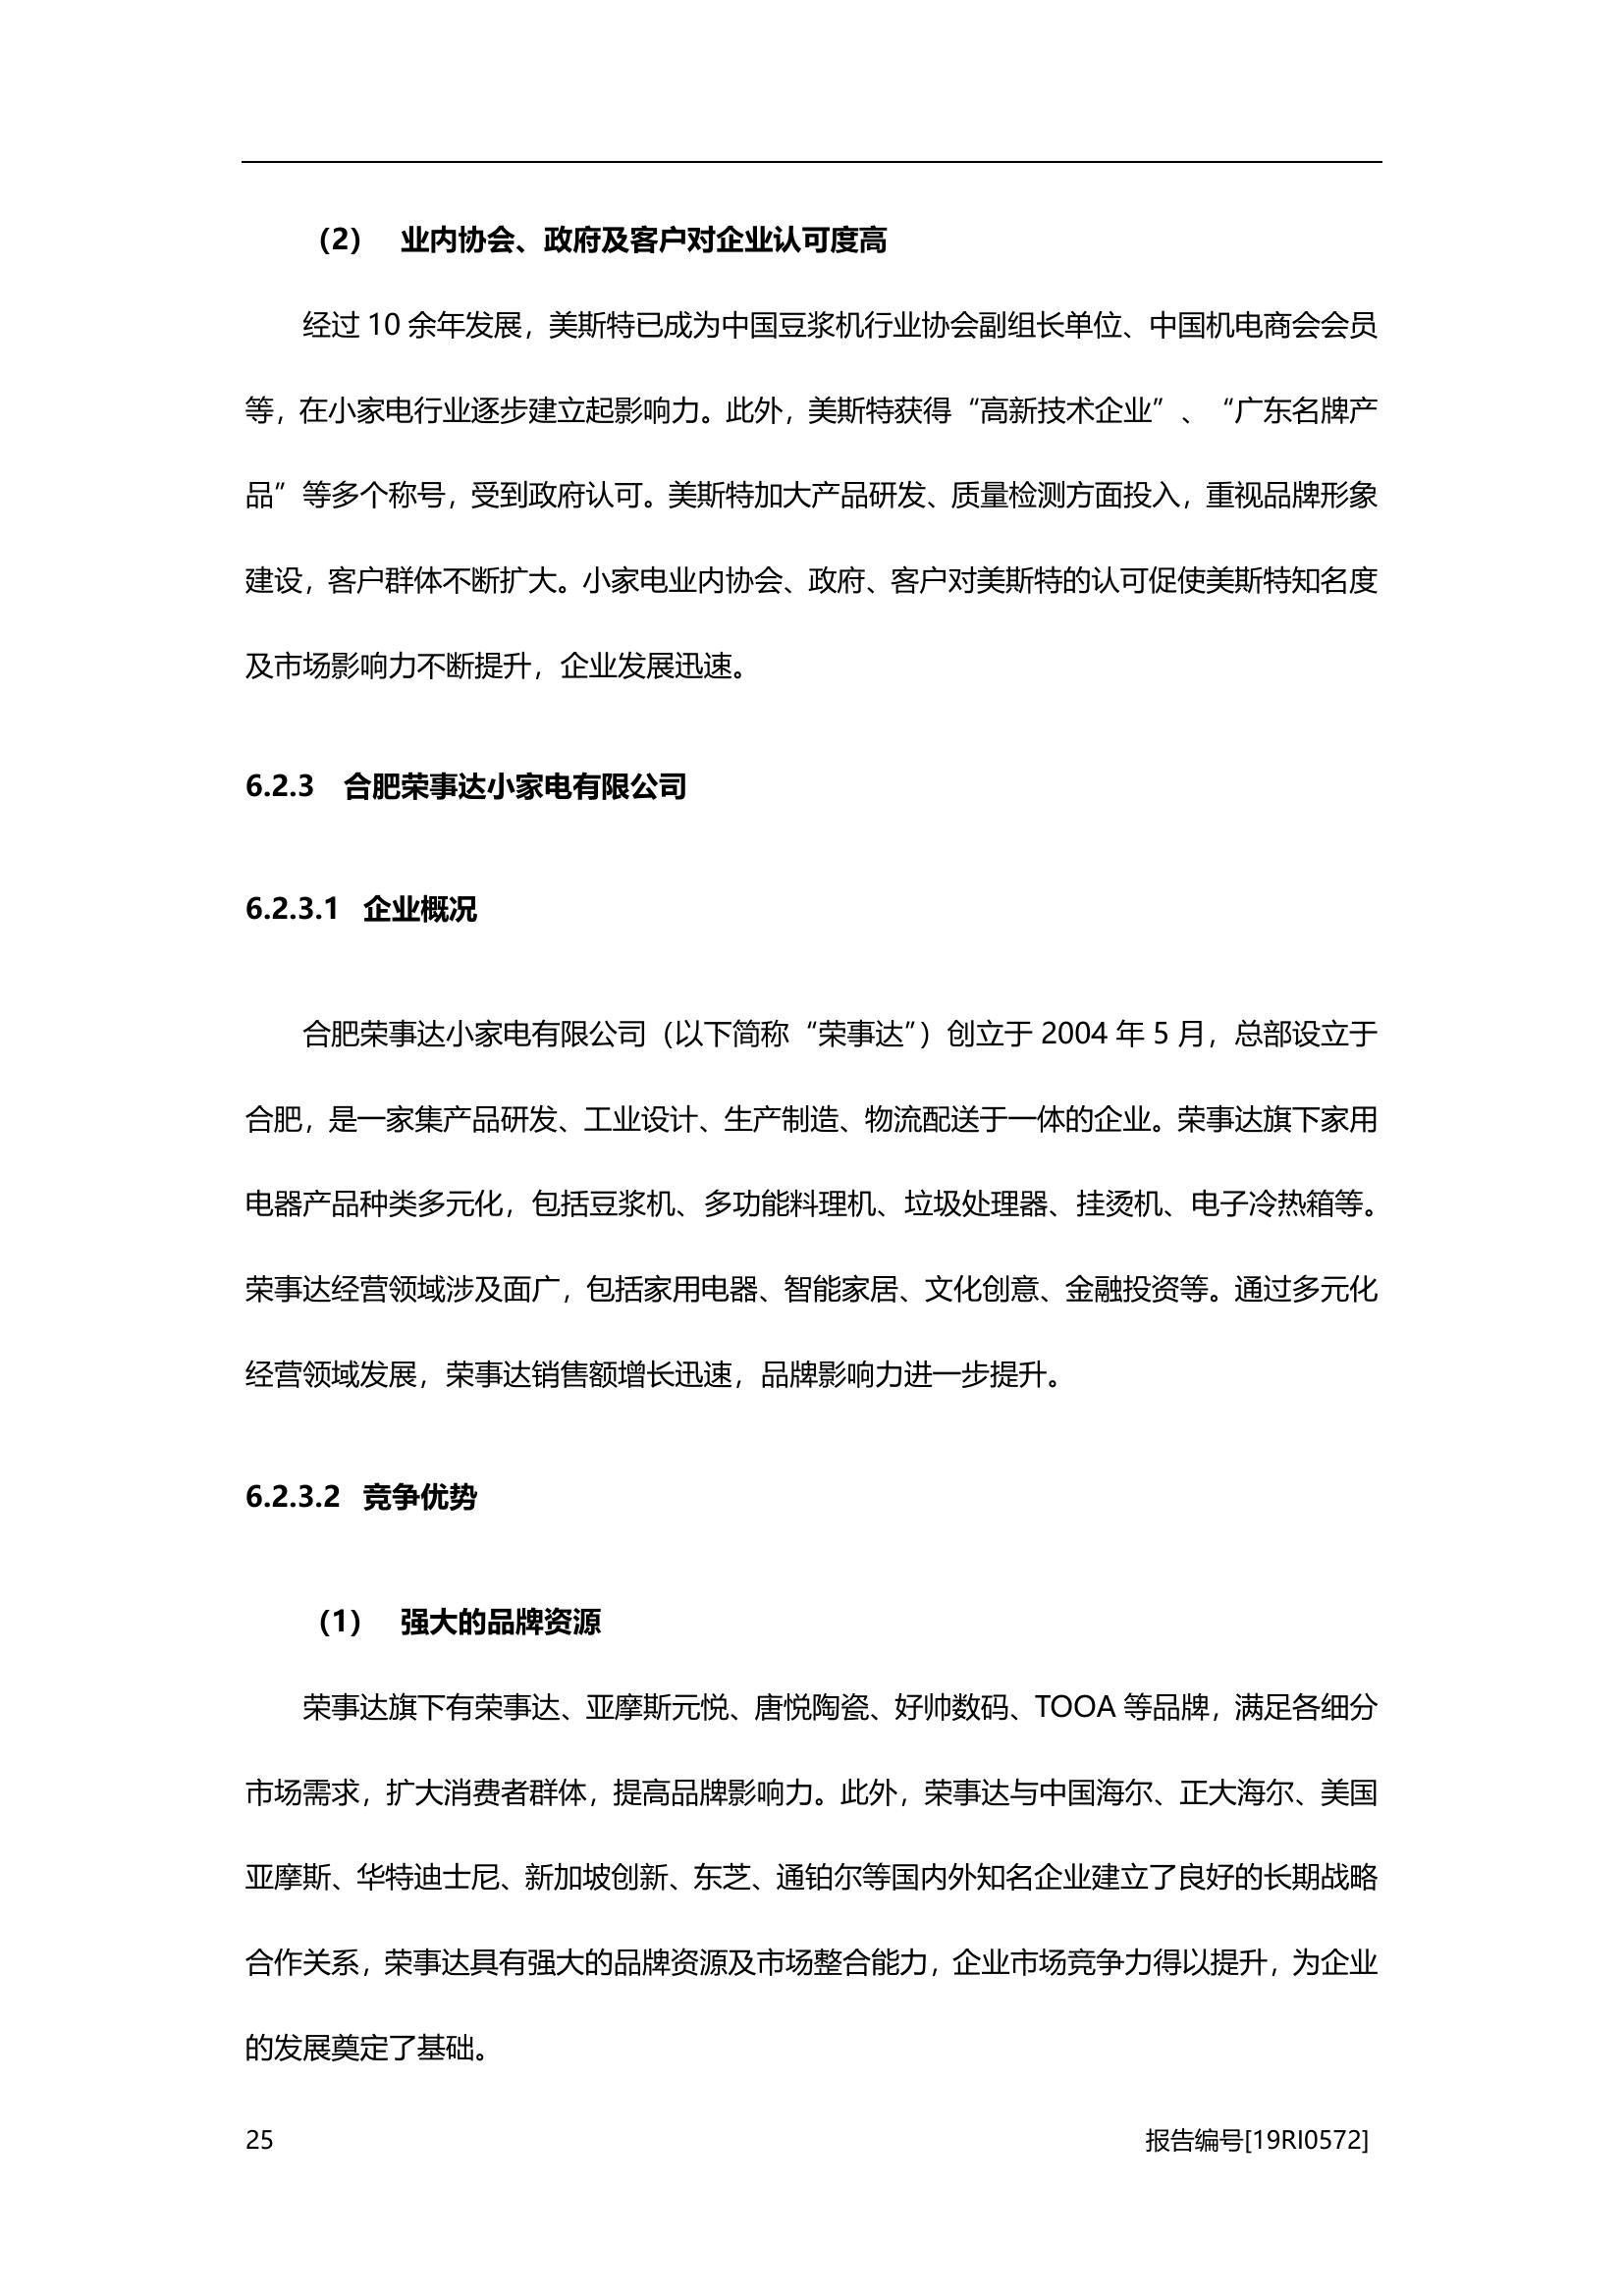 （2） 业内协会、政府及客户对企业认可度高
经过 10 余年发展，美斯特已成为中国豆浆机行业协会副组长单位、中国机电商会会员
等，在小家电行业逐步建立起影响力。此外，美斯特获得“高新技术企业”、“广东名牌产
品”等多个称号，受到政府认可。美斯特加大产品研发、质量检测方面投入，重视品牌形象
建设，客户群体不断扩大。小家电业内协会、政府、客户对美斯特的认可促使美斯特知名度
及市场影响力不断提升，企业发展迅速。
6.2.3 合肥荣事达小家电有限公司
6.2.3.1 企业概况
合肥荣事达小家电有限公司（以下简称“荣事达”）创立于 2004 年 5 月，总部设立于
合肥，是一家集产品研发、工业设计、生产制造、物流配送于一体的企业。荣事达旗下家用
电器产品种类多元化，包括豆浆机、多功能料理机、垃圾处理器、挂烫机、电子冷热箱等。
荣事达经营领域涉及面广，包括家用电器、智能家居、文化创意、金融投资等。通过多元化
经营领域发展，荣事达销售额增长迅速，品牌影响力进一步提升。
6.2.3.2 竞争优势
（1） 强大的品牌资源
荣事达旗下有荣事达、亚摩斯元悦、唐悦陶瓷、好帅数码、TOOA 等品牌，满足各细分
市场需求，扩大消费者群体，提高品牌影响力。此外，荣事达与中国海尔、正大海尔、美国
亚摩斯、华特迪士尼、新加坡创新、东芝、通铂尔等国内外知名企业建立了良好的长期战略
合作关系，荣事达具有强大的品牌资源及市场整合能力，企业市场竞争力得以提升，为企业
的发展奠定了基础。
25 报告编号[19RI0572]